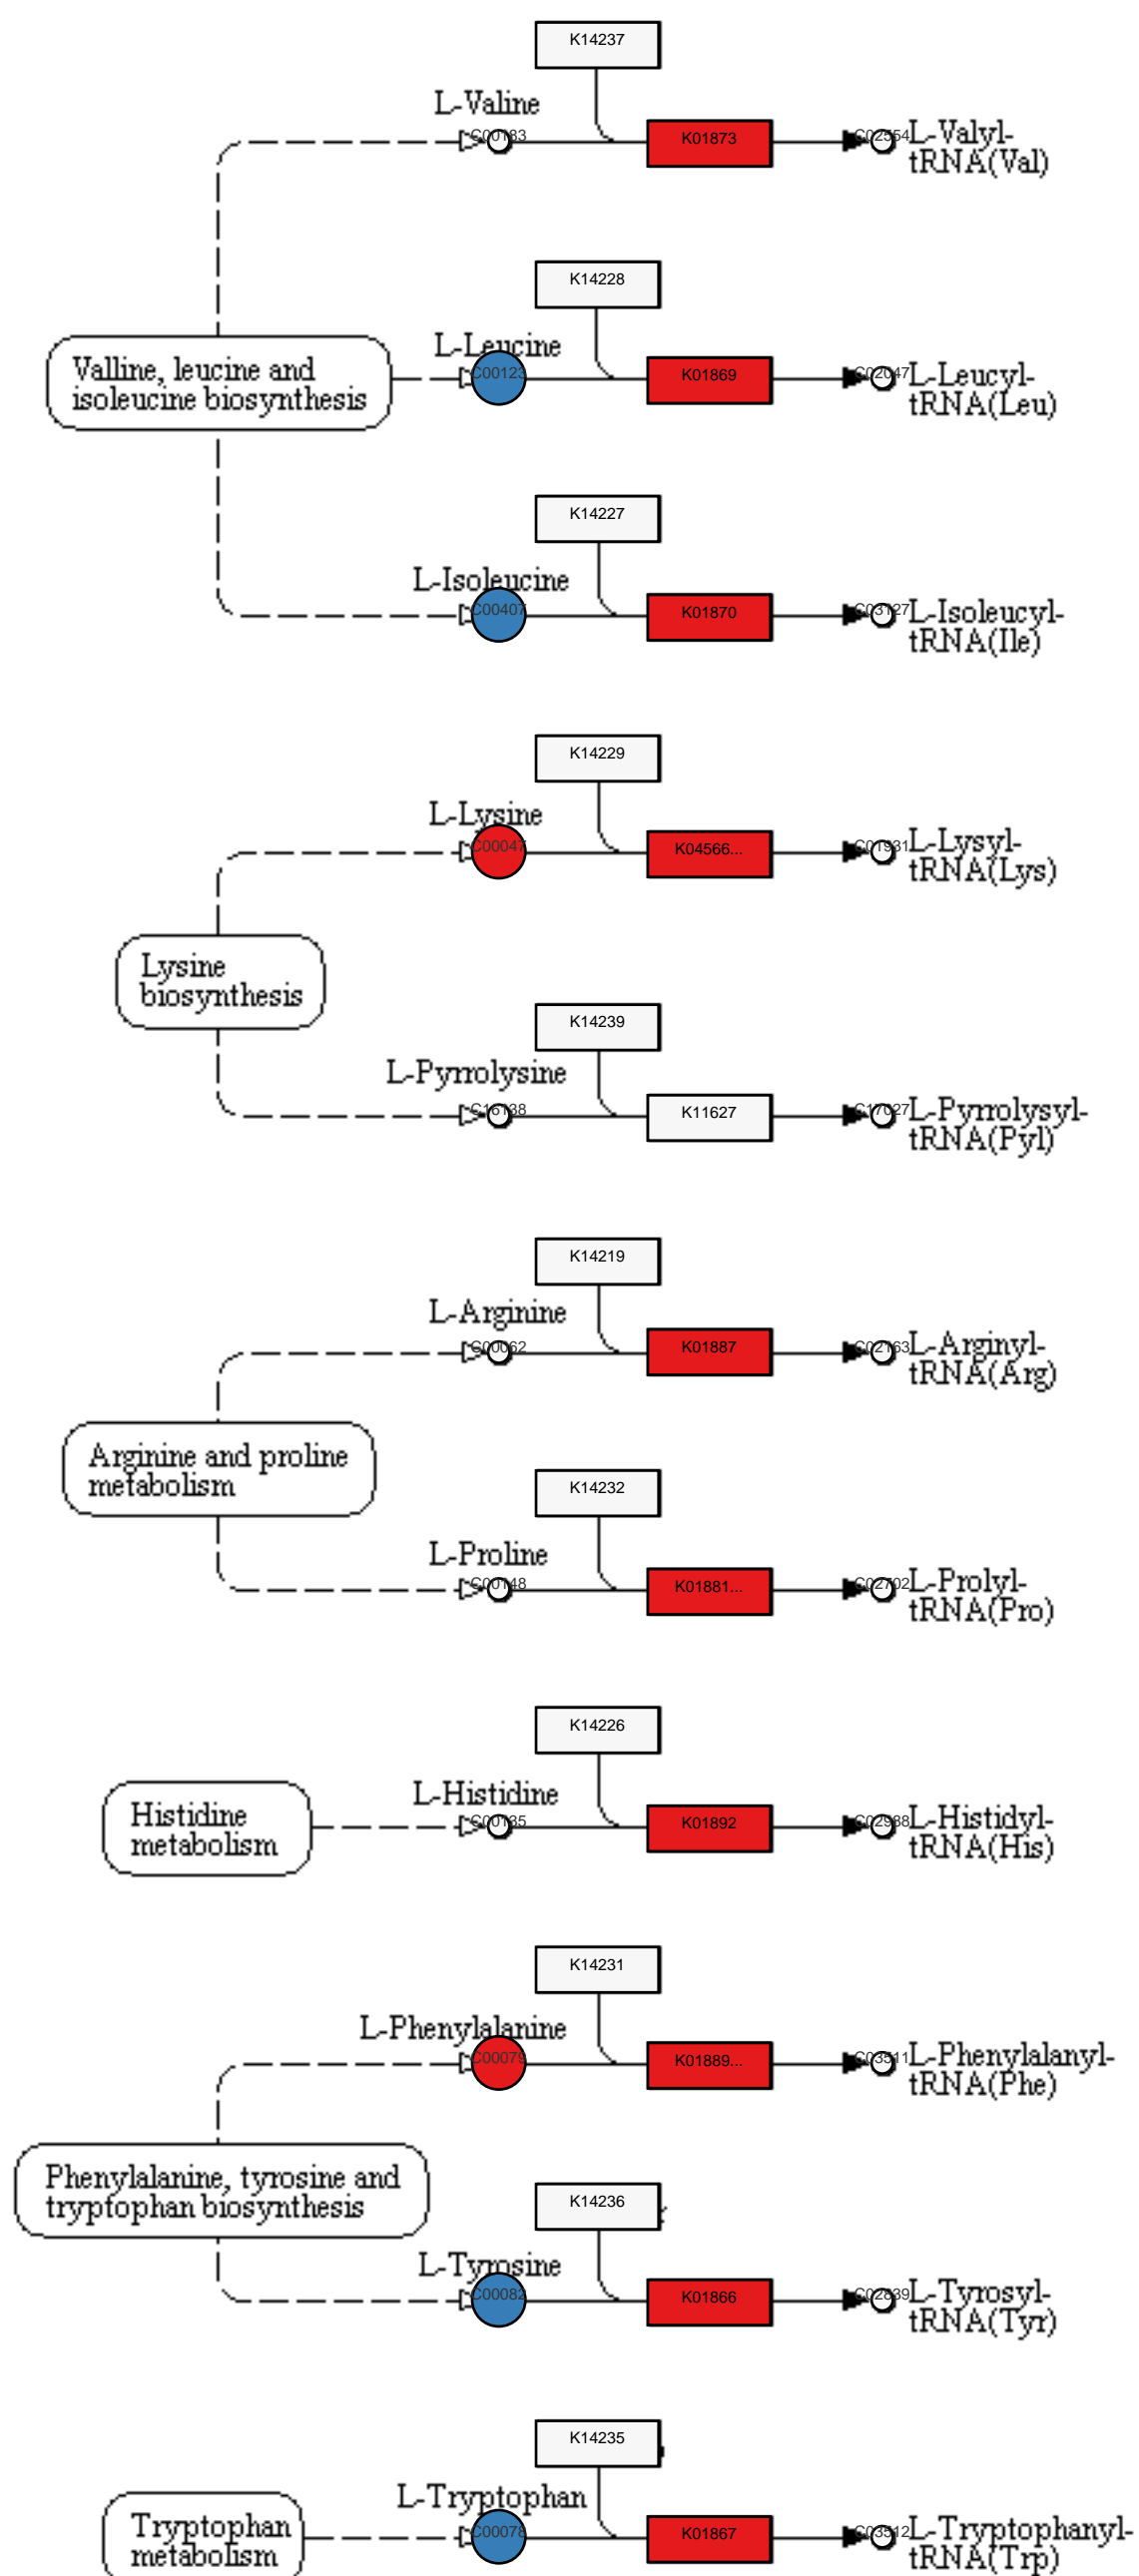 K14237
L-Valine
C00183
K01873
C02554
L-Valyl-
tRNA(Val)
K14228
Valline, leucine and
isoleucine biosynthesis
L-Leucine
C00123
K01869
C02047
L-Leucyl-
tRNA(Leu)
K14227
L-Isoleucine
C00407
K01870
C03127
L-Isoleucyl-
tRNA(Ile)
K14229
L-Lysine
C00047
K04566...
C01931
L-Lysyl-
tRNA(Lys)
Lysine
biosynthesis
K14239
L-Pyrrolysine
C16138
K11627
C17027
L-Pyrrolysyl-
tRNA(Pyl)
K14219
L-Arginine
C00062
K01887
C02163
L-Arginyl-
tRNA(Arg)
Arginine and proline
metabolism
K14232
L-Proline
C00148
K01881...
C02702
L-Prolyl-
tRNA(Pro)
K14226
Histidine
metabolism
L-Histidine
C00135
K01892
C02988
L-Histidyl-
tRNA(His)
K14231
L-Phenylalanine
C00079
K01889...
C03511
L-Phenylalanyl-
tRNA(Phe)
Phenylalanine, tyrosine and
tryptophan biosynthesis
K14236
L-Tyrosine
C00082
K01866
C02839
L-Tyrosyl-
tRNA(Tyr)
K14235
Tryptophan
metabolism
L-Tryptophan
C00078
K01867
C03512
L-Tryptophanyl-
tRNA(Trp)